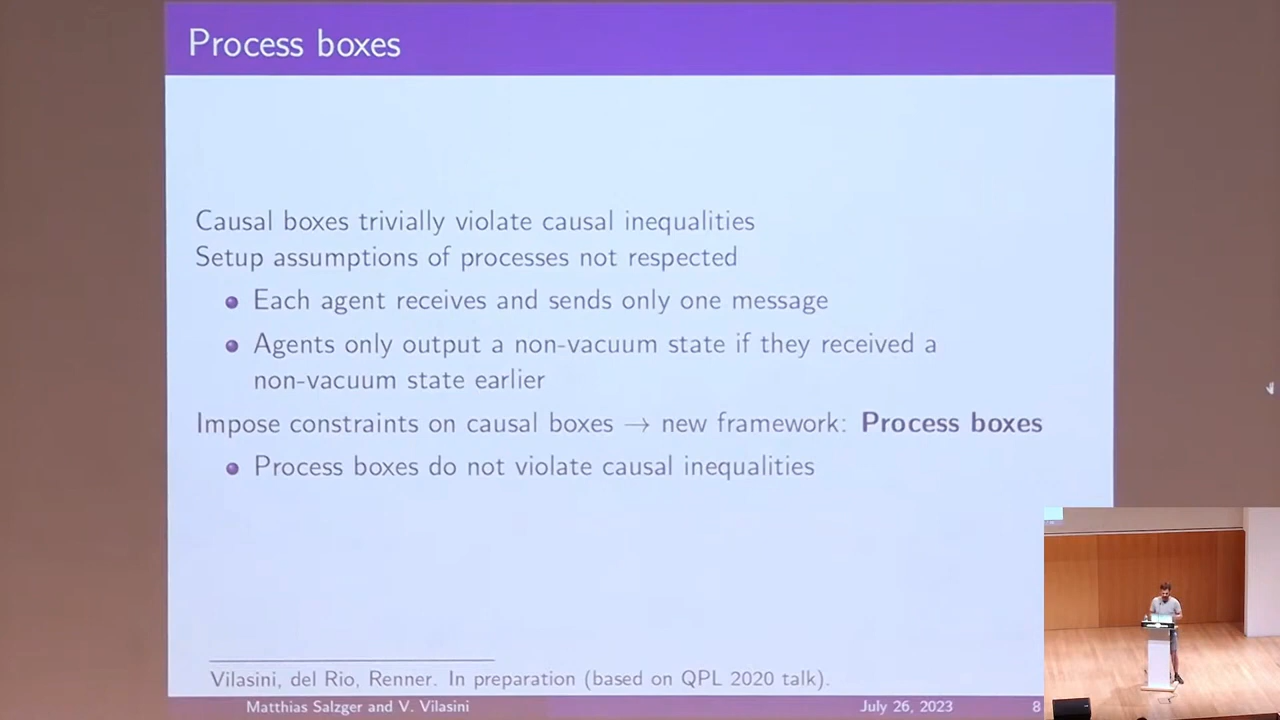 Process boxes
Causal boxes trivially violate causal inequalities
Setup assumptions of processes not respected
Each agent receives and sends only one message
Agents only output a non-vacuum state if they received a
non-vacuum state earlier
Impose constraints on causal boxes → new framework: Process boxes
Process boxes do not violate causal inequalities
Vilasini, del Rio, Renner. In preparation (based on QPL 2020 talk).
Matthias Salzger and V. Vilasini July 26, 2023 8